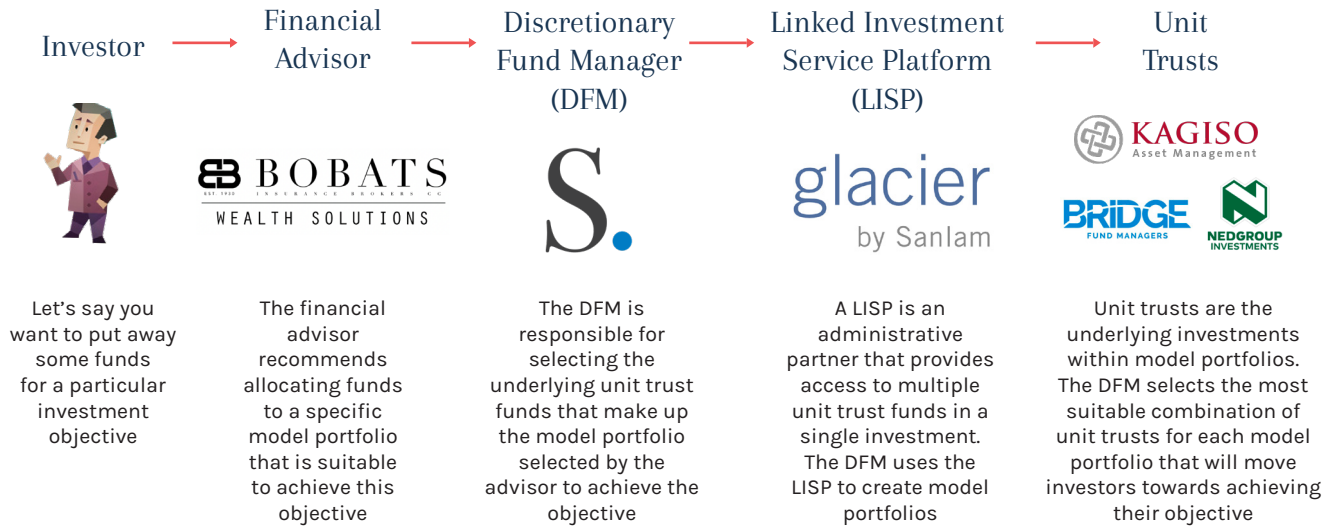 Investor
Financial
Advisor
Discretionary
Fund Manager
(DFM)
Linked Investment
Service Platform
(LISP)
Unit
Trusts
BOBATS
EST. 1950
INSURANCE BROKERS CC
WEALTH SOLUTIONS
S.
glacier
by Sanlam
KAGISO
Asset Management
BRIDGE
FUND MANAGERS
NEDGROUP
INVESTMENTS
Let’s say you
want to put away
some funds
for a particular
investment
objective
The financial
advisor
recommends
allocating funds
to a specific
model portfolio
that is suitable
to achieve this
objective
The DFM is
responsible for
selecting the
underlying unit trust
funds that make up
the model portfolio
selected by the
advisor to achieve the
objective
A LISP is an
administrative
partner that provides
access to multiple
unit trust funds in a
single investment.
The DFM uses the
LISP to create model
portfolios
Unit trusts are the
underlying investments
within model portfolios.
The DFM selects the most
suitable combination of
unit trusts for each model
portfolio that will move
investors towards achieving
their objective